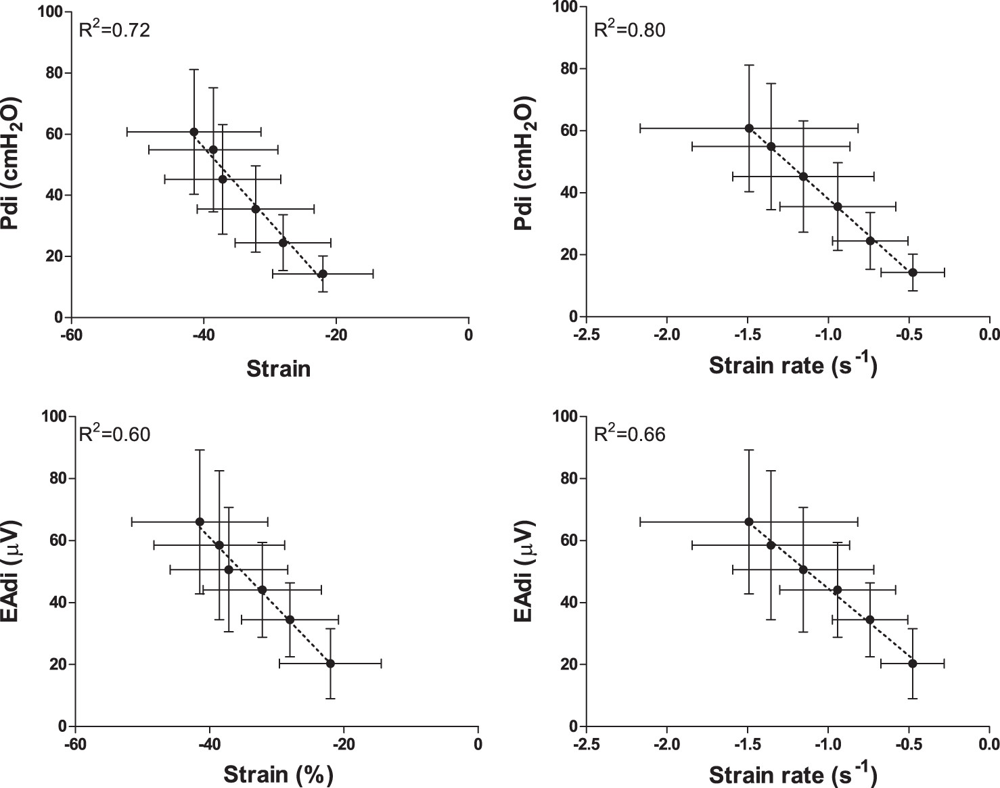 R²=0.72
100
80
60
40
20
0
Pdi (cmH₂O)
-60 -40 -20 0
Strain
R²=0.80
100
80
60
40
20
0
Pdi (cmH₂O)
-2.5 -2.0 -1.5 -1.0 -0.5 0.0
Strain rate (s⁻¹)
R²=0.60
100
80
60
40
20
0
EAdi (μV)
-60 -40 -20 0
Strain (%)
R²=0.66
100
80
60
40
20
0
EAdi (μV)
-2.5 -2.0 -1.5 -1.0 -0.5 0.0
Strain rate (s⁻¹)